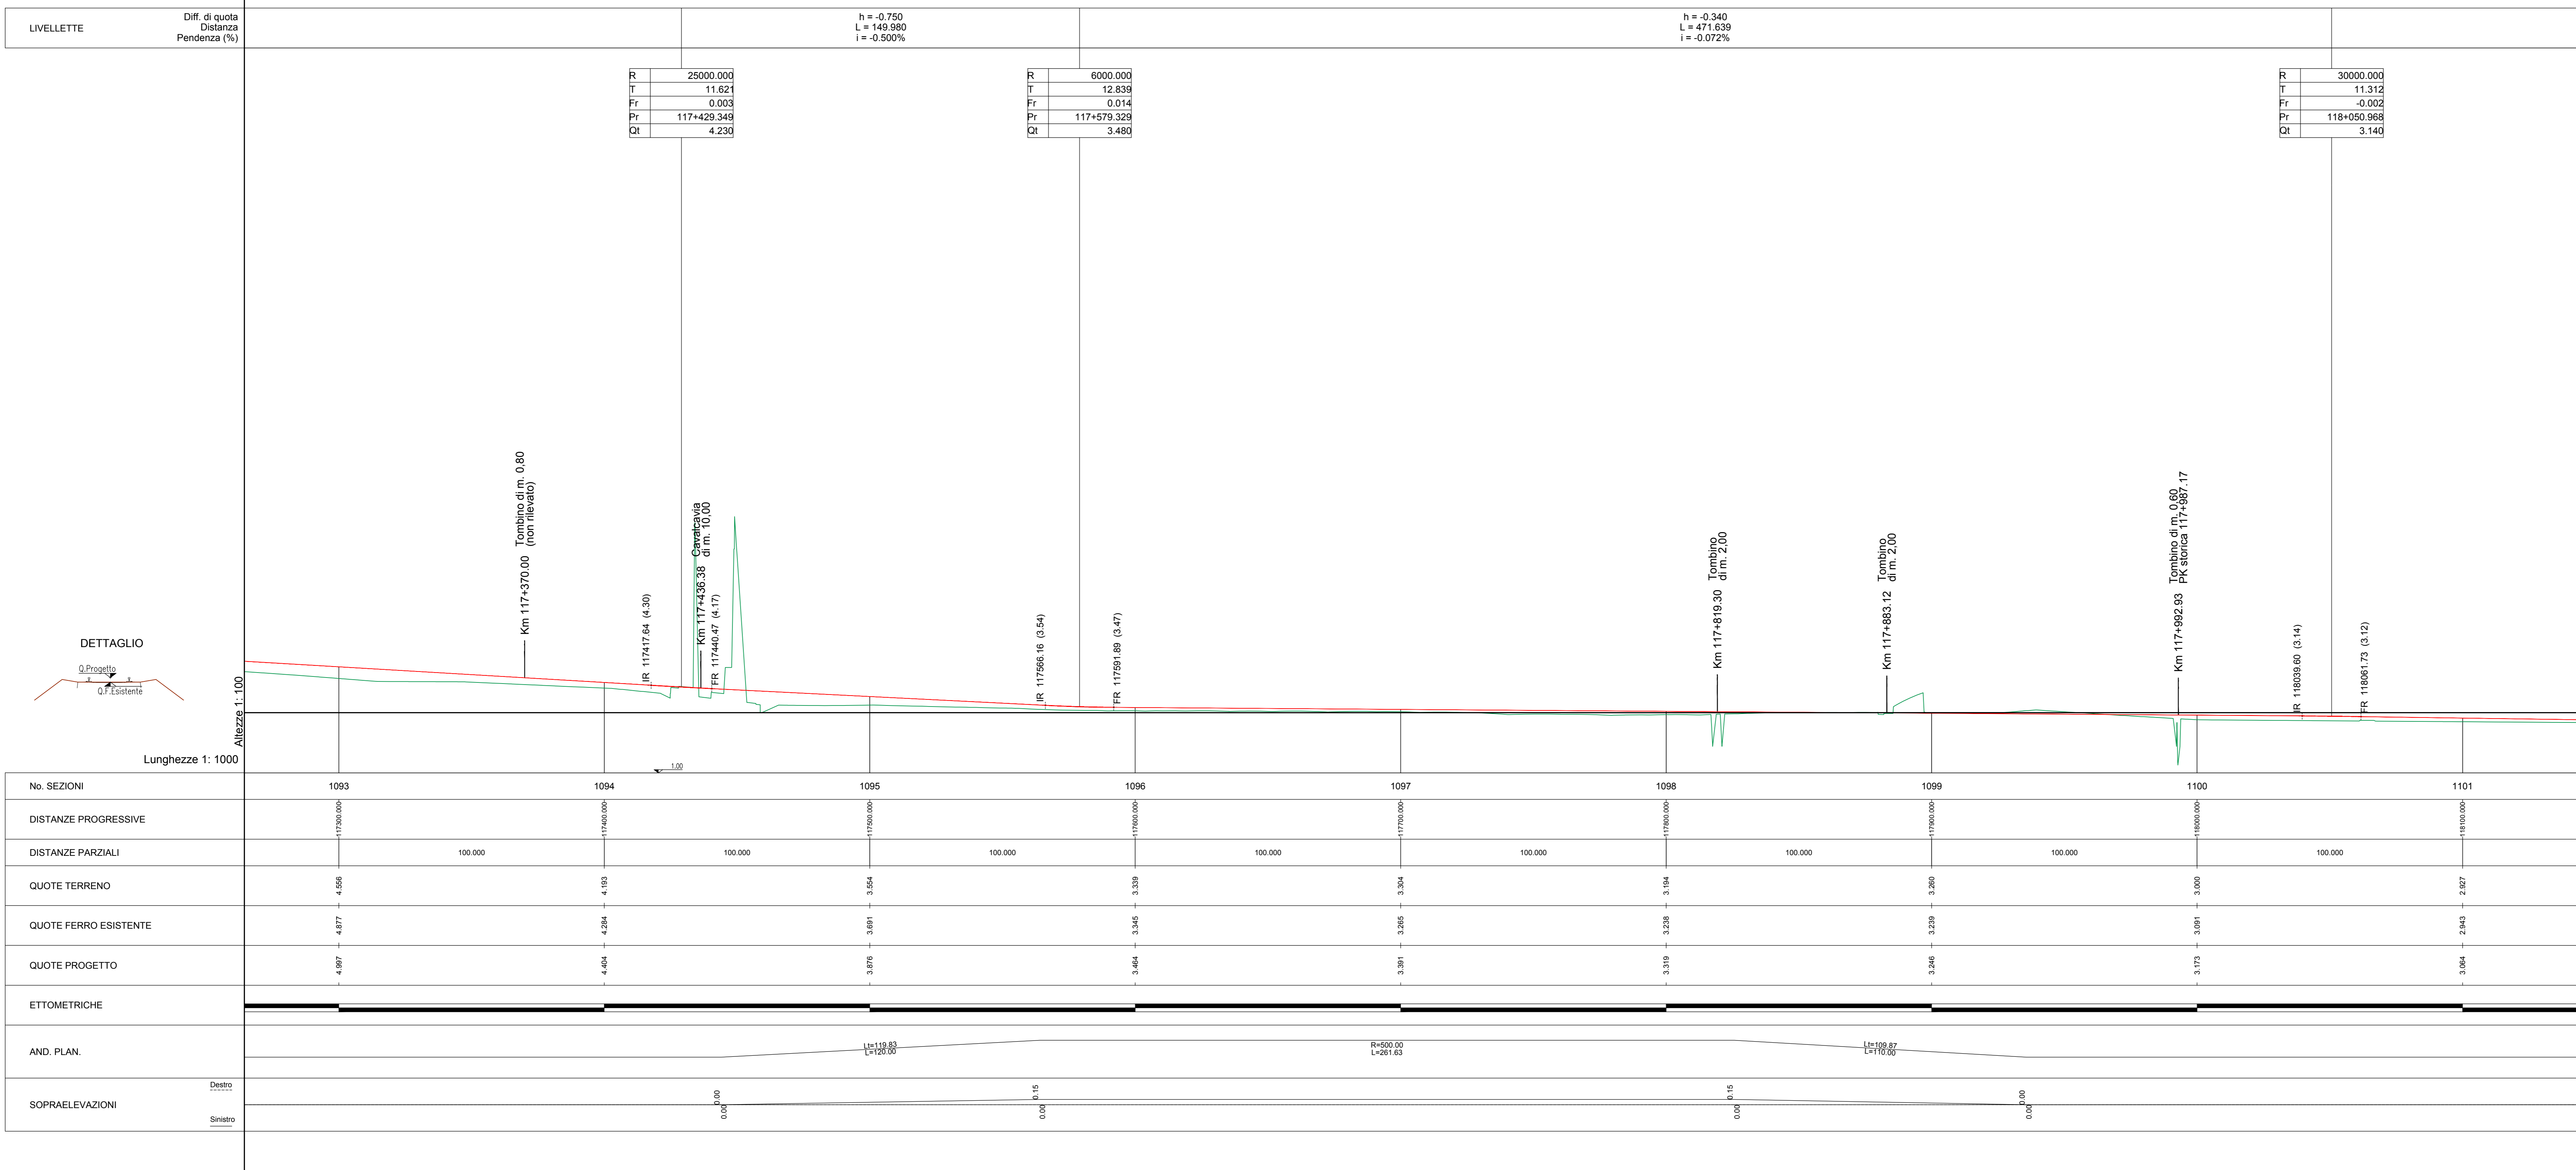 LIVELLETTE
Diff. di quota
Distanza
Pendenza (%)
h = -0.750
L = 149.980
i = -0.500%
h = -0.340
L = 471.639
i = -0.072%
R 25000.000
T 11.621
Fr 0.003
Pr 117+429.349
Qt 4.230
R 6000.000
T 12.839
Fr 0.014
Pr 117+579.329
Qt 3.480
R 30000.000
T 11.312
Fr -0.002
Pr 118+050.968
Qt 3.140
Km 117+370.00 Tombino di m. 0,80
(non rilevato)
IR 117417.64 (4.30)
Km 117+436.38 Cavalcavia
di m. 10,00
FR 117440.47 (4.17)
IR 117566.16 (3.54)
FR 117591.89 (3.47)
Km 117+819.30 Tombino
di m. 2,00
Km 117+883.12 Tombino
di m. 2,00
Km 117+992.93 Tombino di m. 0,60
PK storica 117+987.17
IR 118039.60 (3.14)
FR 118061.73 (3.12)
DETTAGLIO
Q.Progetto
Q.F.Esistente
Altezze 1: 100
Lunghezze 1: 1000
1.00
No. SEZIONI 1093 1094 1095 1096 1097 1098 1099 1100 1101
DISTANZE PROGRESSIVE 117300.000 117400.000 117500.000 117600.000 117700.000 117800.000 117900.000 118000.000 118100.000
DISTANZE PARZIALI 100.000 100.000 100.000 100.000 100.000 100.000 100.000 100.000
QUOTE TERRENO 4.556 4.193 3.554 3.339 3.304 3.194 3.260 3.000 2.927
QUOTE FERRO ESISTENTE 4.877 4.284 3.691 3.345 3.265 3.238 3.239 3.091 2.943
QUOTE PROGETTO 4.997 4.404 3.876 3.464 3.391 3.319 3.246 3.173 3.064
ETTOMETRICHE
AND. PLAN.
Lt=119.83
L=120.00
R=500.00
L=261.63
Lt=109.87
L=110.00
SOPRAELEVAZIONI
Destro
Sinistro
0.00 0.15 0.15 0.00
0.00 0.00 0.00 0.00